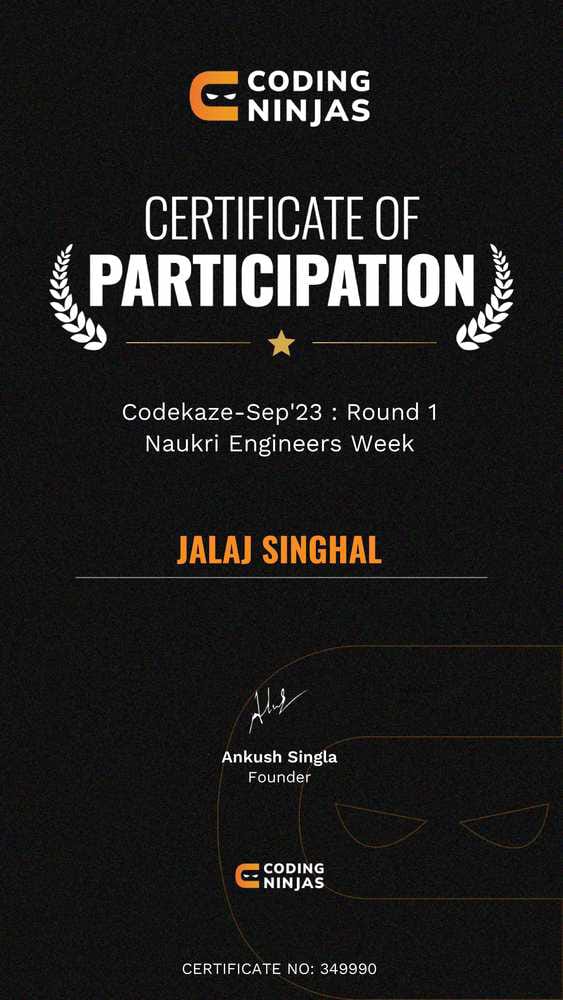 CODING
NINJAS
CERTIFICATE OF
PARTICIPATION
Codekaze-Sep'23 : Round 1
Naukri Engineers Week
JALAJ SINGHAL
Ankush Singla
Founder
CODING
NINJAS
CERTIFICATE NO: 349990